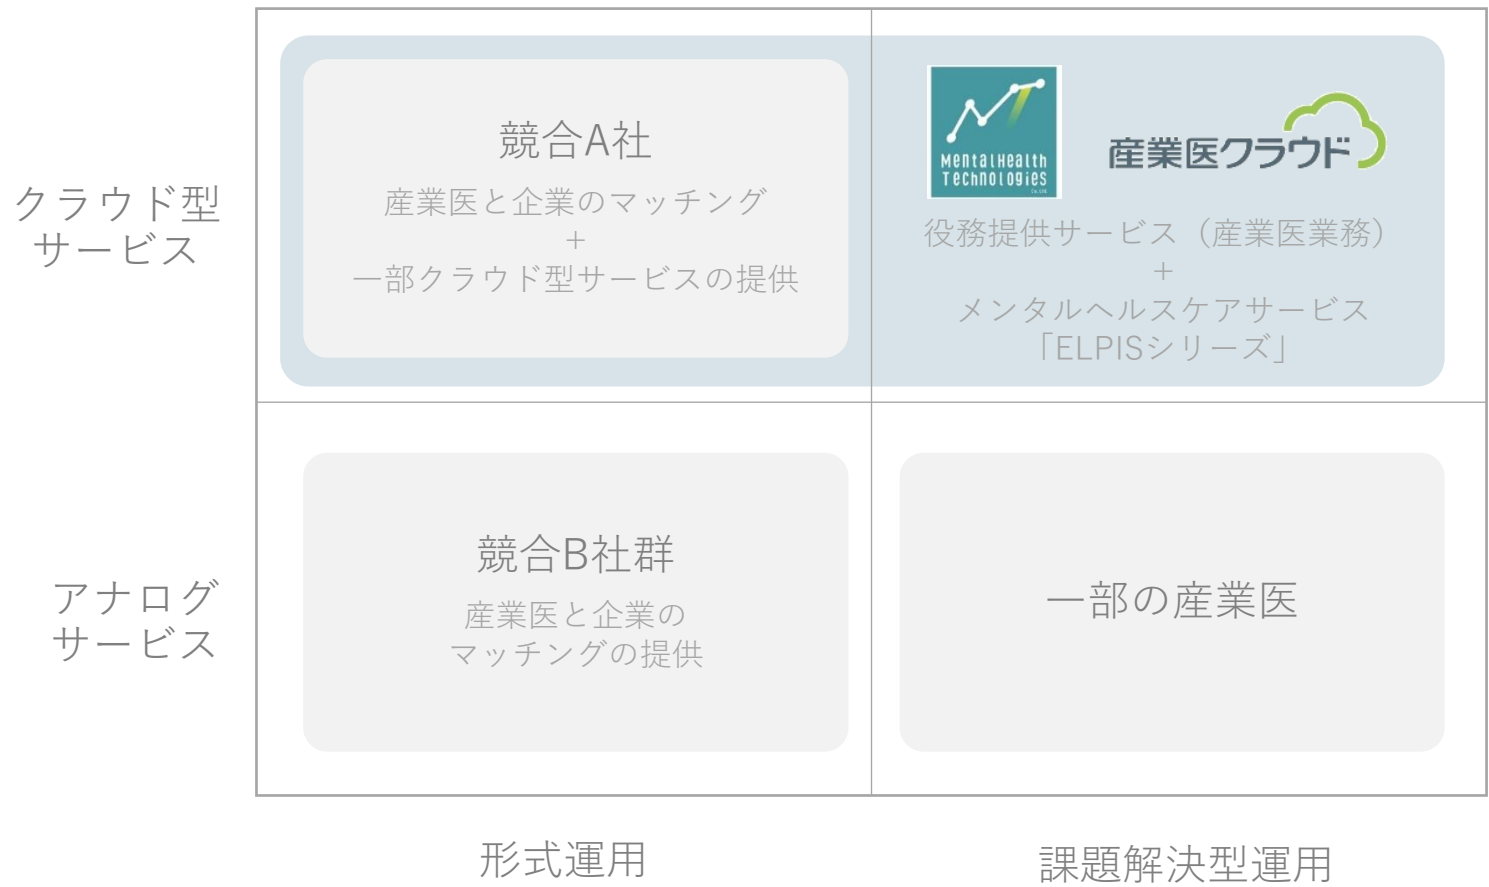 クラウド型
サービス
競合A社
産業医と企業のマッチング
+
一部クラウド型サービスの提供
MentalHealth
Technologies
Co., Ltd.
産業医クラウド
役務提供サービス（産業医業務）
+
メンタルヘルスケアサービス
「ELPISシリーズ」
アナログ
サービス
競合B社群
産業医と企業の
マッチングの提供
一部の産業医
形式運用
課題解決型運用